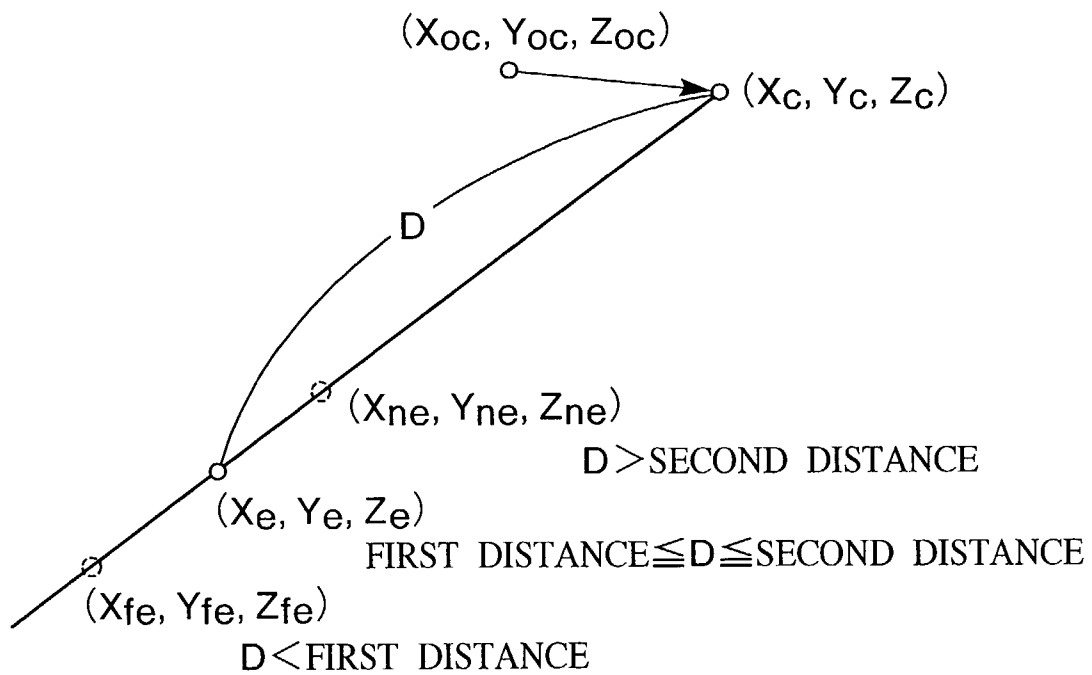 (Xoc, Yoc, Zoc)
(Xc, Yc, Zc)
D
(Xne, Yne, Zne)
D>SECOND DISTANCE
(Xe, Ye, Ze)
FIRST DISTANCE≦D≦SECOND DISTANCE
(Xfe, Yfe, Zfe)
D<FIRST DISTANCE